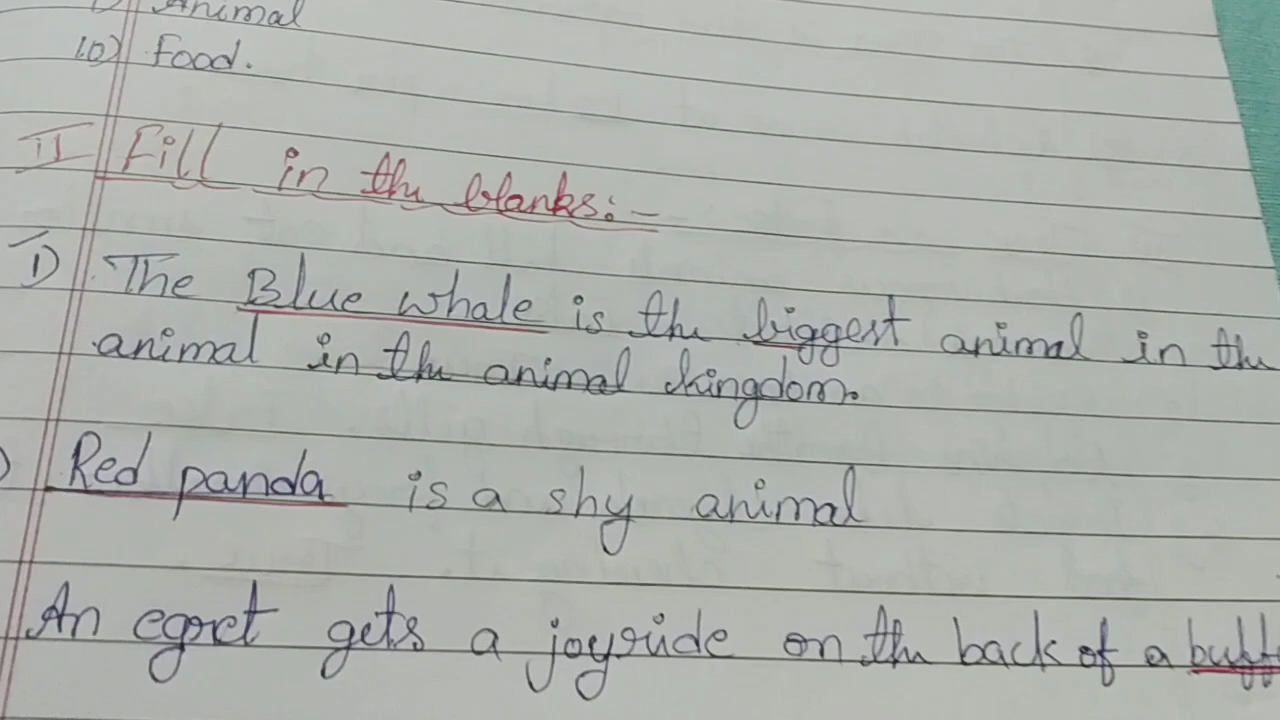 Animal
10) Food.
II Fill in the blanks:-
1) The Blue whale is the biggest animal in the
animal in the animal kingdom.
) Red panda is a shy animal
An egret gets a joyride on the back of a buff